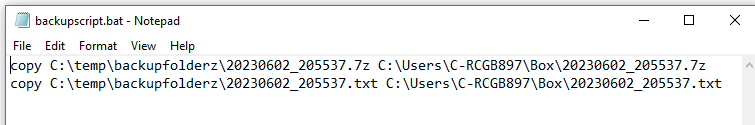 backupscript.bat - Notepad
File Edit Format View Help
copy C:\temp\backupfolderz\20230602_205537.7z C:\Users\C-RCGB897\Box\20230602_205537.7z
copy C:\temp\backupfolderz\20230602_205537.txt C:\Users\C-RCGB897\Box\20230602_205537.txt